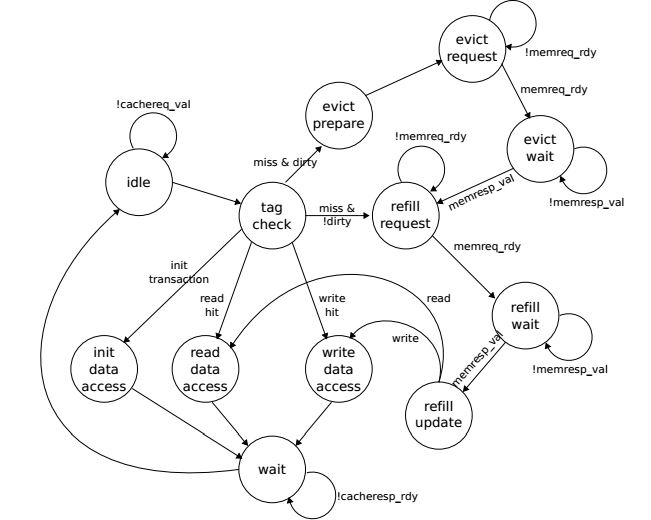 evict
request
!memreq_rdy
memreq_rdy
evict
prepare
!cachereq_val
!memreq_rdy
evict
wait
miss & dirty
idle
memresp_val
!memresp_val
tag
check
miss &
!dirty
refill
request
memreq_rdy
init
transaction
read
hit
write
hit
read
refill
wait
write
memresp_val
!memresp_val
init
data
access
read
data
access
write
data
access
refill
update
wait
!cacheresp_rdy